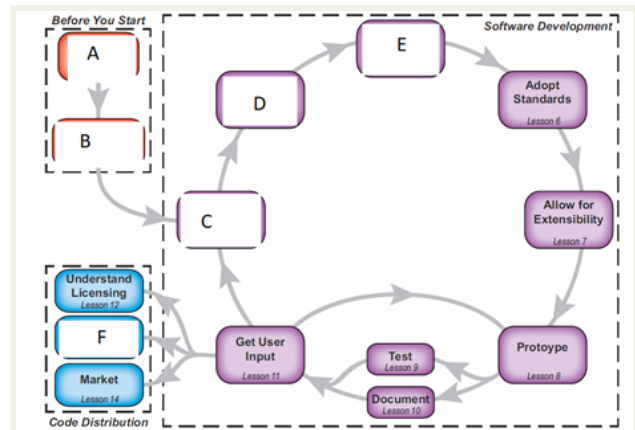 Before You Start
Software Development
A
B
C
D
E
Adopt
Standards
Lesson 6
Allow for
Extensibility
Lesson 7
Protoype
Lesson 8
Test
Lesson 9
Document
Lesson 10
Get User
Input
Lesson 11
Understand
Licensing
Lesson 12
F
Market
Lesson 14
Code Distribution